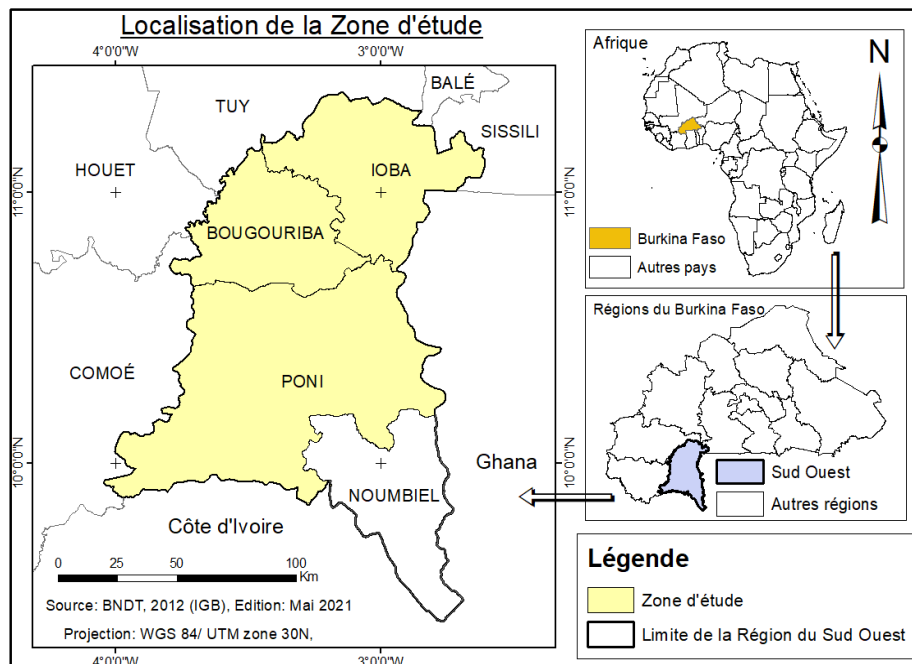 Localisation de la Zone d'étude
4°0'0"W
3°0'0"W
BALÉ
TUY
SISSILI
HOUET
IOBA
11°0'0"N
11°0'0"N
BOUGOURIBA
COMOÉ
PONI
10°0'0"N
10°0'0"N
Ghana
NOUMBIEL
Côte d'Ivoire
0 25 50 100
Km
Source: BNDT, 2012 (IGB), Edition: Mai 2021
Projection: WGS 84/ UTM zone 30N,
4°0'0"W
3°0'0"W
Afrique
N
Burkina Faso
Autres pays
Régions du Burkina Faso
Sud Ouest
Autres régions
Légende
Zone d'étude
Limite de la Région du Sud Ouest